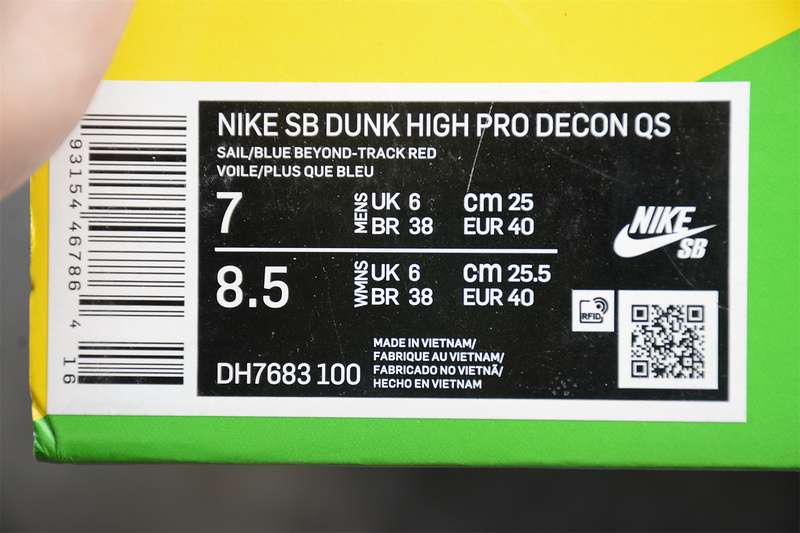 NIKE SB DUNK HIGH PRO DECON QS
SAIL/BLUE BEYOND-TRACK RED
VOILE/PLUS QUE BLEU
7
MENS
UK 6
BR 38
cm 25
EUR 40
8.5
WMNS
UK 6
BR 38
cm 25.5
EUR 40
NIKE
SB
RFID
DH7683 100
MADE IN VIETNAM/
FABRIQUE AU VIETNAM/
FABRICADO NO VIETNÃ/
HECHO EN VIETNAM
93154 46786 4 16